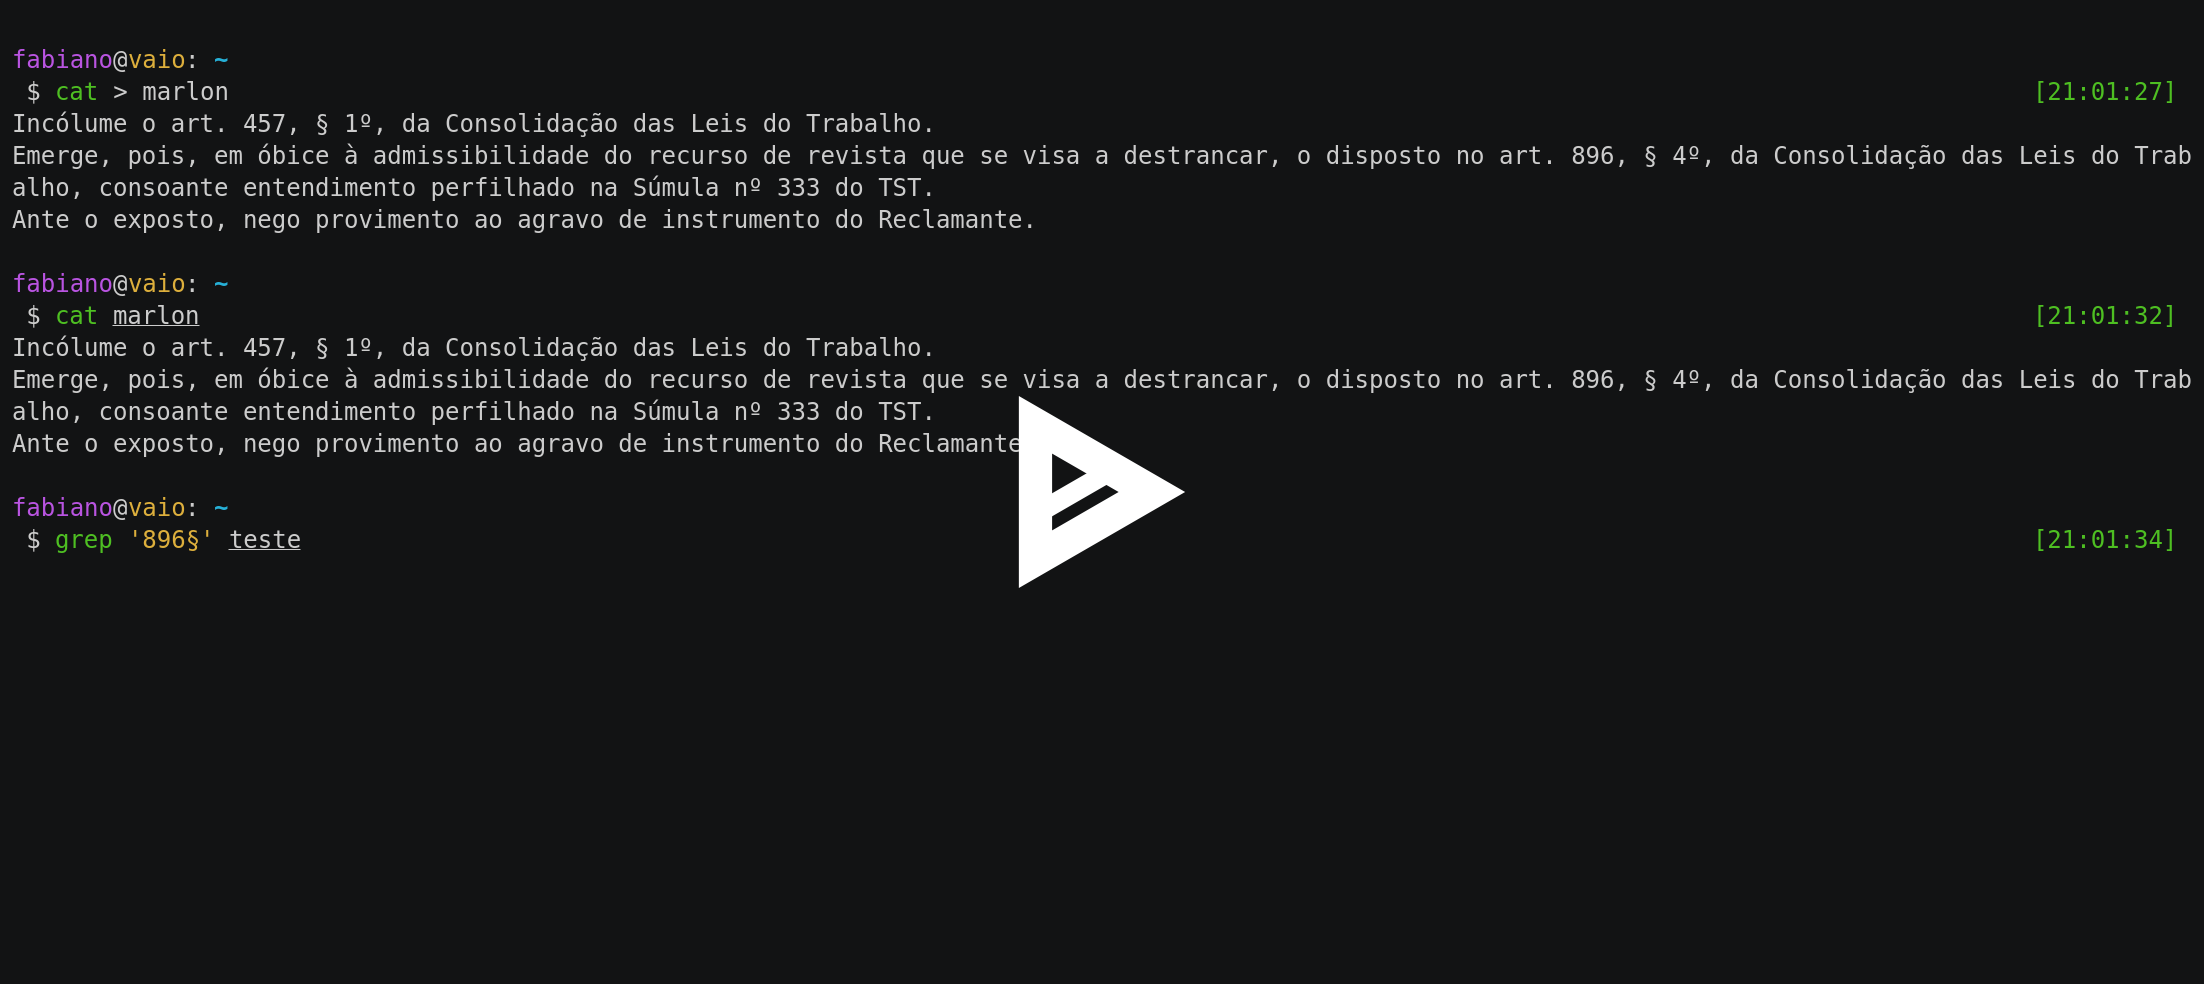 fabiano@vaio: ~
$ cat > marlon [21:01:27]
Incólume o art. 457, § 1º, da Consolidação das Leis do Trabalho.
Emerge, pois, em óbice à admissibilidade do recurso de revista que se visa a destrancar, o disposto no art. 896, § 4º, da Consolidação das Leis do Trab
alho, consoante entendimento perfilhado na Súmula nº 333 do TST.
Ante o exposto, nego provimento ao agravo de instrumento do Reclamante.
fabiano@vaio: ~
$ cat marlon [21:01:32]
Incólume o art. 457, § 1º, da Consolidação das Leis do Trabalho.
Emerge, pois, em óbice à admissibilidade do recurso de revista que se visa a destrancar, o disposto no art. 896, § 4º, da Consolidação das Leis do Trab
alho, consoante entendimento perfilhado na Súmula nº 333 do TST.
Ante o exposto, nego provimento ao agravo de instrumento do Reclamante
fabiano@vaio: ~
$ grep '896§' teste [21:01:34]